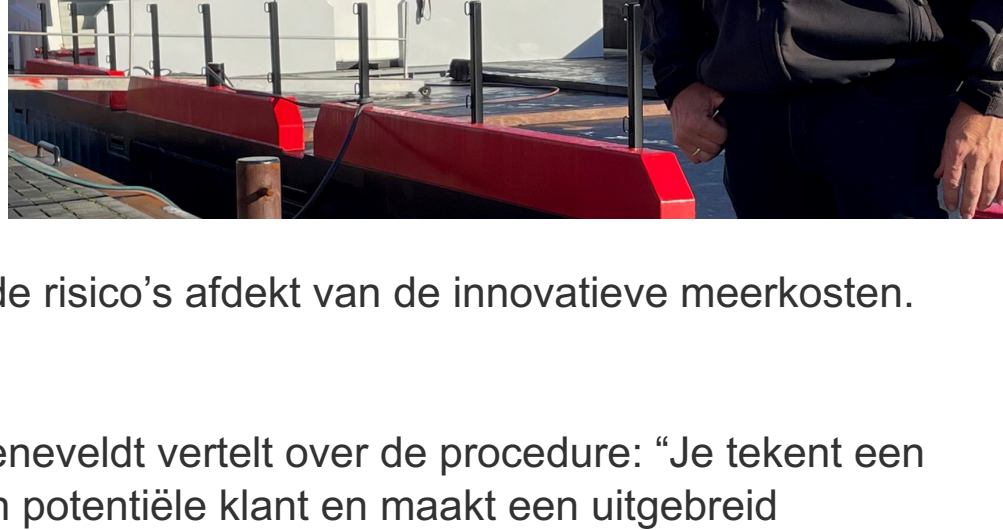 de risico’s afdekt van de innovatieve meerkosten.
eneveldt vertelt over de procedure: “Je tekent een
n potentiële klant en maakt een uitgebreid